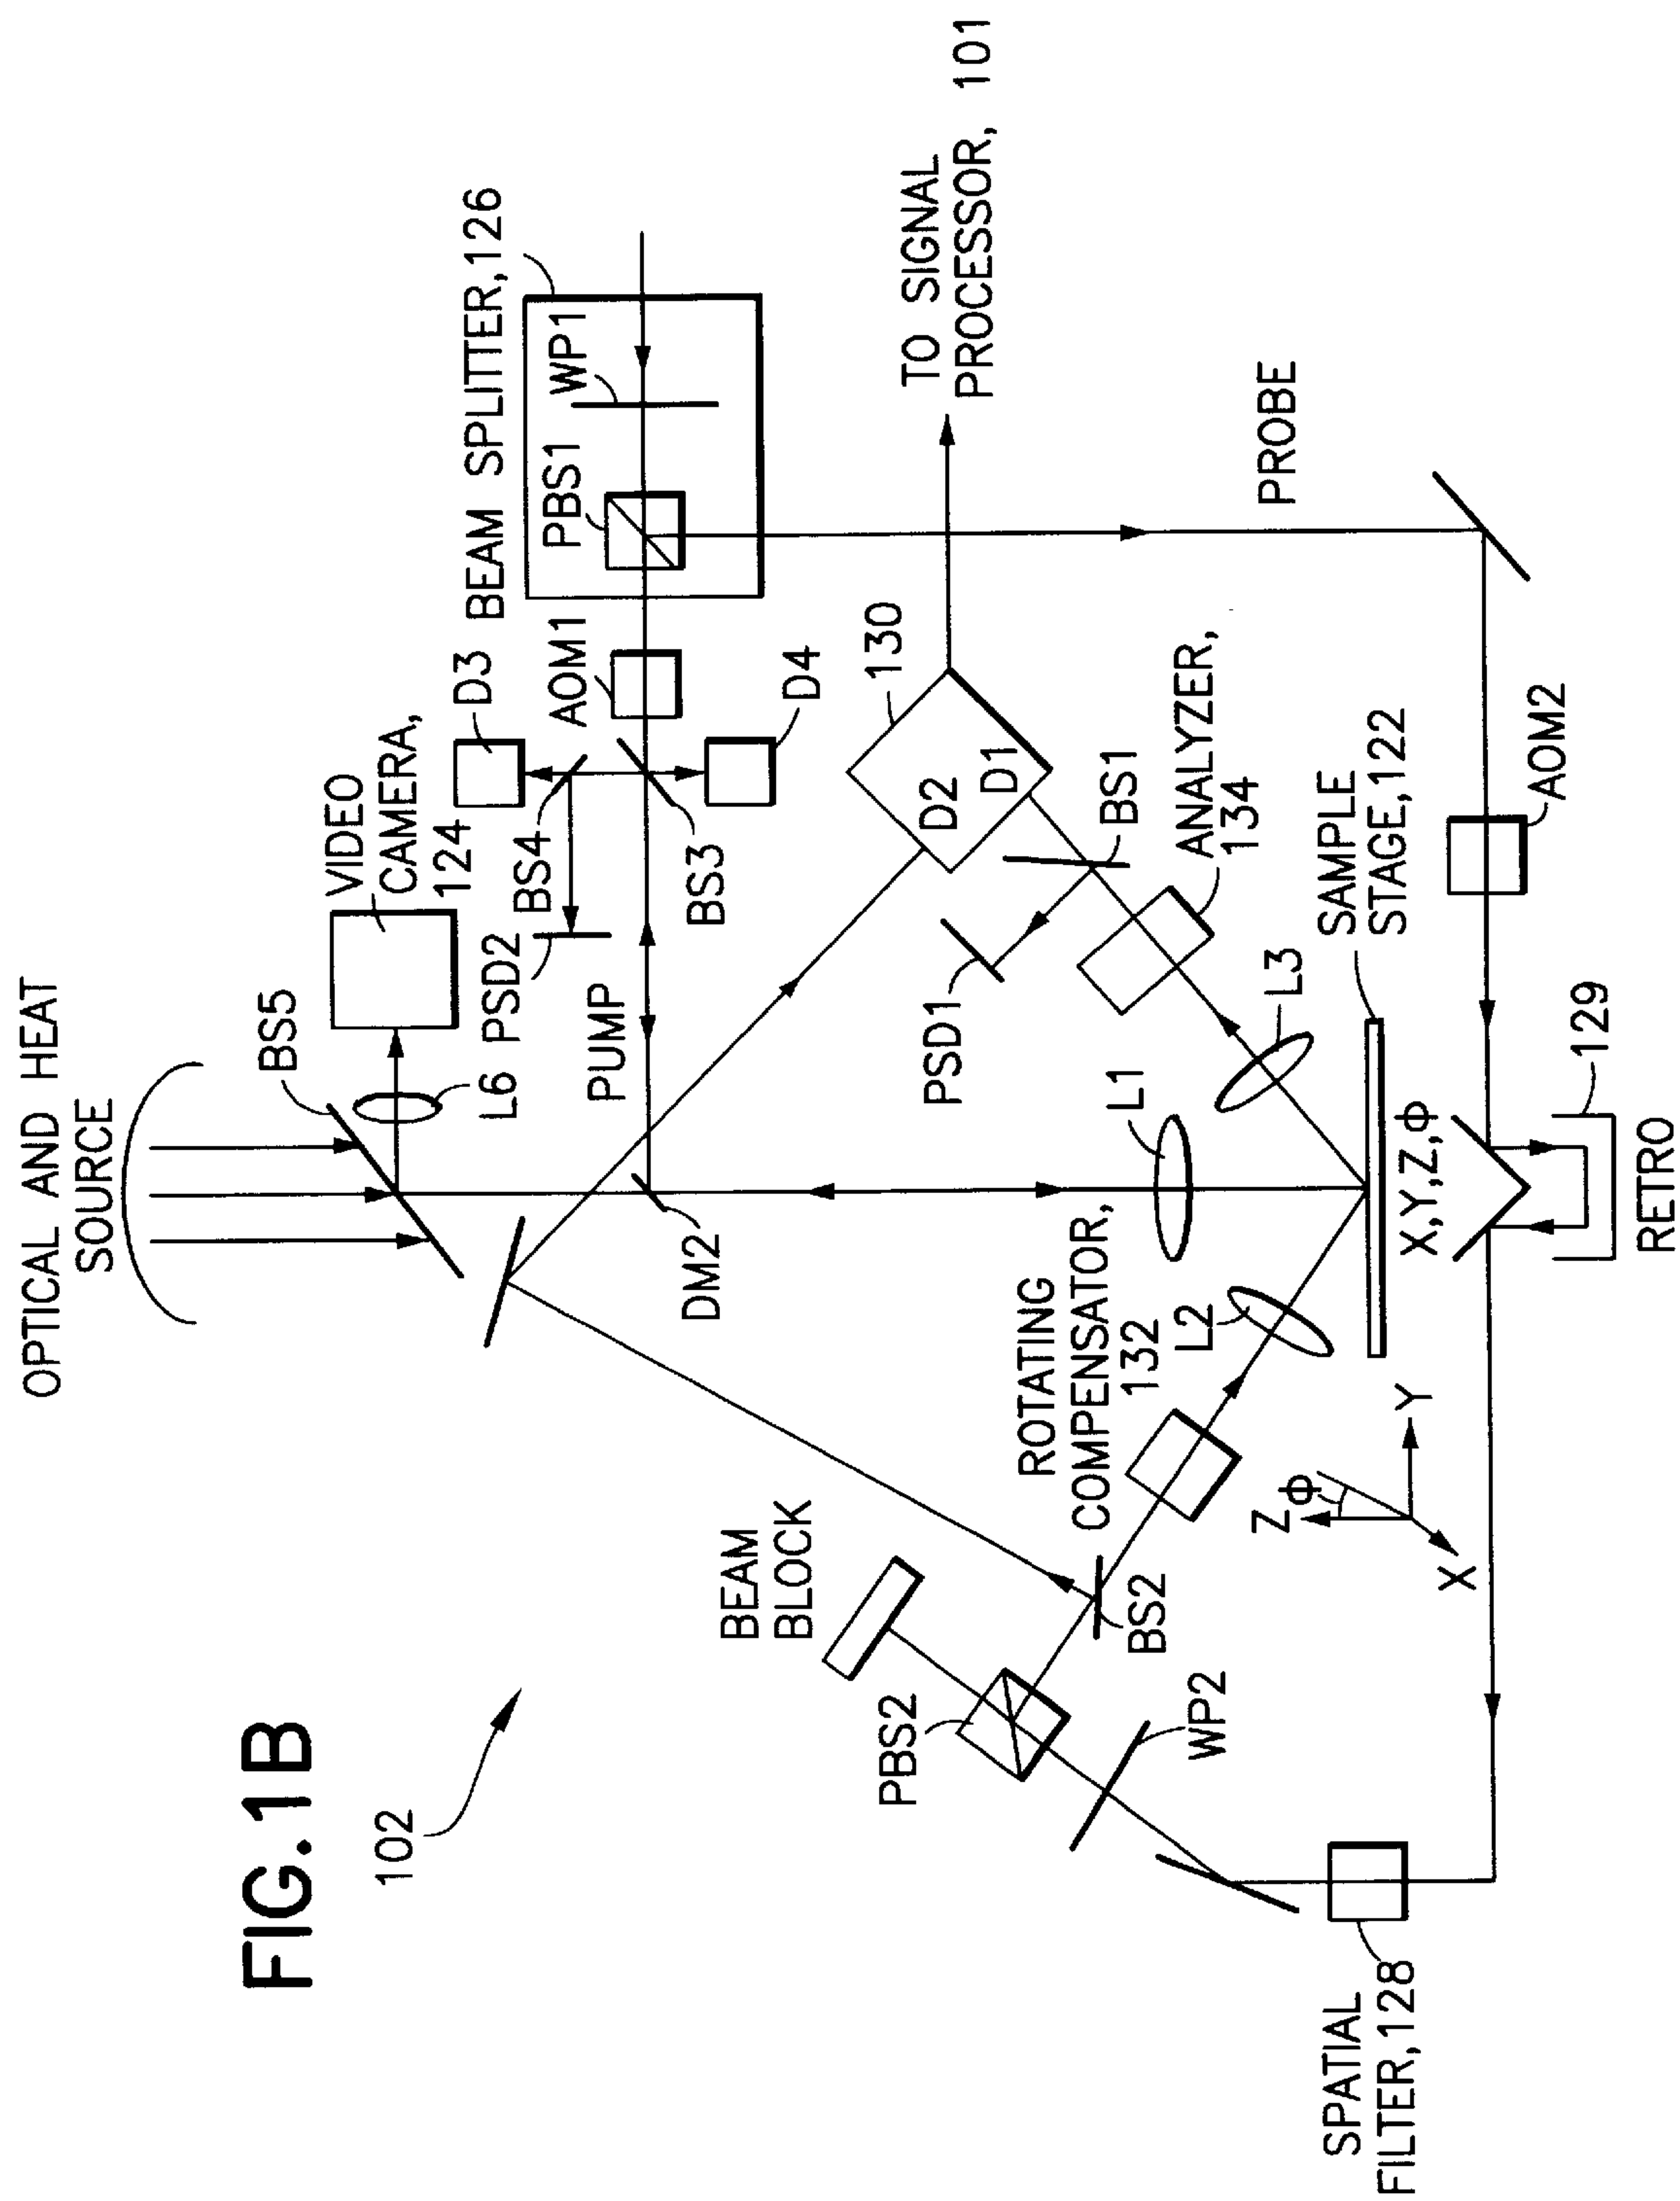 FIG.1B
102
OPTICAL AND HEAT
SOURCE
BS5
VIDEO
CAMERA,
124
L6
PSD2
BS4
D3
BEAM SPLITTER,126
AOM1
PBS1
WP1
D4
BS3
PUMP
DM2
TO SIGNAL
PROCESSOR, 101
130
D2
D1
BS1
PSD1
ANALYZER,
134
L3
L1
PROBE
BEAM
BLOCK
PBS2
WP2
BS2
ROTATING
COMPENSATOR,
132
L2
SAMPLE
STAGE,122
X,Y,Z,Φ
Z
Φ
Y
X
AOM2
129
RETRO
SPATIAL
FILTER,128